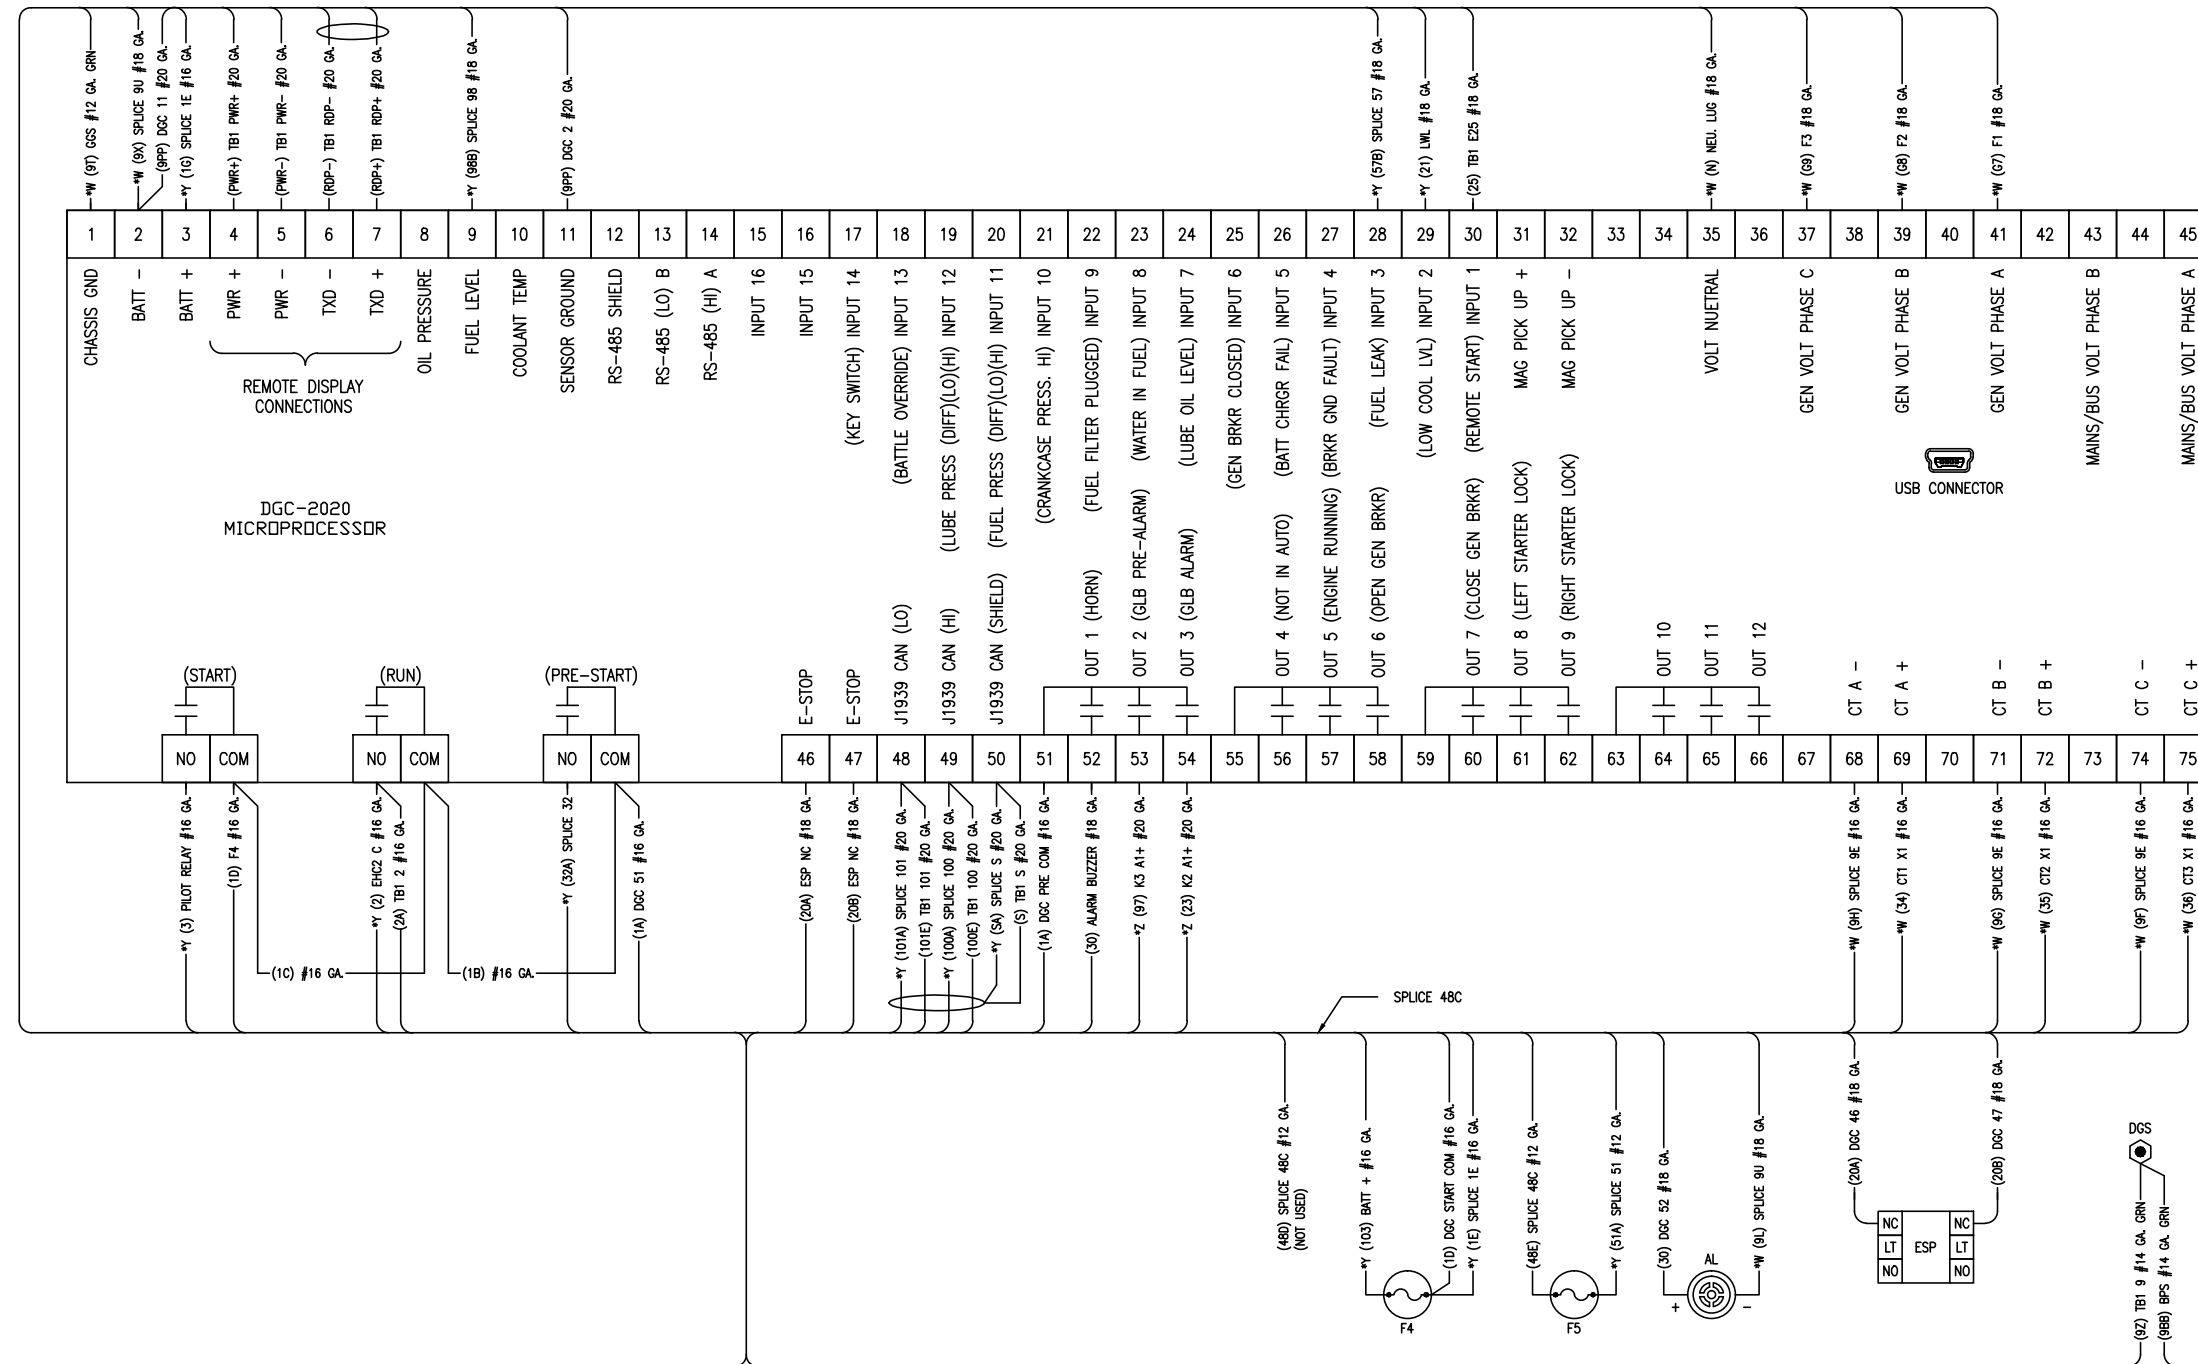 *W (9T) GGS #12 GA. GRN
*W (9X) SPLICE 9U #18 GA.
(9PP) DGC 11 #20 GA.
*Y (1G) SPLICE 1E #16 GA.
(PWR+) TB1 PWR+ #20 GA.
(PWR-) TB1 PWR- #20 GA.
(RDP-) TB1 RDP- #20 GA.
(RDP+) TB1 RDP+ #20 GA.
*Y (98B) SPLICE 98 #18 GA.
(9PP) DGC 2 #20 GA.
*Y (57B) SPLICE 57 #18 GA.
*Y (21) LWL #18 GA.
(25) TB1 E25 #18 GA.
*W (N) NEU. LUG #18 GA.
*W (G9) F3 #18 GA.
*W (G8) F2 #18 GA.
*W (G7) F1 #18 GA.
1 2 3 4 5 6 7 8 9 10 11 12 13 14 15 16 17 18 19 20 21 22 23 24 25 26 27 28 29 30 31 32 33 34 35 36 37 38 39 40 41 42 43 44 45
CHASSIS GND
BATT -
BATT +
PWR +
PWR -
TXD -
TXD +
REMOTE DISPLAY
CONNECTIONS
OIL PRESSURE
FUEL LEVEL
COOLANT TEMP
SENSOR GROUND
RS-485 SHIELD
RS-485 (LO) B
RS-485 (HI) A
INPUT 16
INPUT 15
(KEY SWITCH) INPUT 14
(BATTLE OVERRIDE) INPUT 13
(LUBE PRESS (DIFF)(LO)(HI) INPUT 12
(FUEL PRESS (DIFF)(LO)(HI) INPUT 11
(CRANKCASE PRESS. HI) INPUT 10
(FUEL FILTER PLUGGED) INPUT 9
(WATER IN FUEL) INPUT 8
(LUBE OIL LEVEL) INPUT 7
(GEN BRKR CLOSED) INPUT 6
(BATT CHRGR FAIL) INPUT 5
(BRKR GND FAULT) INPUT 4
(FUEL LEAK) INPUT 3
(LOW COOL LVL) INPUT 2
(REMOTE START) INPUT 1
MAG PICK UP +
MAG PICK UP -
VOLT NUETRAL
GEN VOLT PHASE C
GEN VOLT PHASE B
GEN VOLT PHASE A
MAINS/BUS VOLT PHASE B
MAINS/BUS VOLT PHASE A
USB CONNECTOR
DGC-2020
MICROPROCESSOR
(START)
(RUN)
(PRE-START)
E-STOP
E-STOP
J1939 CAN (LO)
J1939 CAN (HI)
J1939 CAN (SHIELD)
OUT 1 (HORN)
OUT 2 (GLB PRE-ALARM)
OUT 3 (GLB ALARM)
OUT 4 (NOT IN AUTO)
OUT 5 (ENGINE RUNNING)
OUT 6 (OPEN GEN BRKR)
OUT 7 (CLOSE GEN BRKR)
OUT 8 (LEFT STARTER LOCK)
OUT 9 (RIGHT STARTER LOCK)
OUT 10
OUT 11
OUT 12
CT A -
CT A +
CT B -
CT B +
CT C -
CT C +
NO COM NO COM NO COM 46 47 48 49 50 51 52 53 54 55 56 57 58 59 60 61 62 63 64 65 66 67 68 69 70 71 72 73 74 75
*Y (3) PILOT RELAY #16 GA.
(1D) F4 #16 GA.
(1C) #16 GA.
*Y (2) EHC2 C #16 GA.
(2A) TB1 2 #16 GA.
(1B) #16 GA.
*Y (32A) SPLICE 32
(1A) DGC 51 #16 GA.
(20A) ESP NC #18 GA.
(20B) ESP NC #18 GA.
*Y (101A) SPLICE 101 #20 GA.
(101E) TB1 101 #20 GA.
*Y (100A) SPLICE 100 #20 GA.
(100E) TB1 100 #20 GA.
*Y (SA) SPLICE S #20 GA.
(S) TB1 S #20 GA.
(1A) DGC PRE COM #16 GA.
(30) ALARM BUZZER #18 GA.
*Z (97) K3 A1+ #20 GA.
*Z (23) K2 A1+ #20 GA.
*W (9H) SPLICE 9E #16 GA.
*W (34) CT1 X1 #16 GA.
*W (9G) SPLICE 9E #16 GA.
*W (35) CT2 X1 #16 GA.
*W (9F) SPLICE 9E #16 GA.
*W (36) CT3 X1 #16 GA.
SPLICE 48C
(48D) SPLICE 48C #12 GA.
(NOT USED)
*Y (103) BATT + #16 GA.
(1D) DGC START COM #16 GA.
*Y (1E) SPLICE 1E #16 GA.
F4
(48E) SPLICE 48C #12 GA.
*Y (51A) SPLICE 51 #12 GA.
F5
(30) DGC 52 #18 GA.
*W (9L) SPLICE 9U #18 GA.
AL
+ -
(20A) DGC 46 #18 GA.
(20B) DGC 47 #18 GA.
NC NC
LT ESP LT
NO NO
DGS
(9Z) TB1 9 #14 GA. GRN
(9BB) BPS #14 GA. GRN